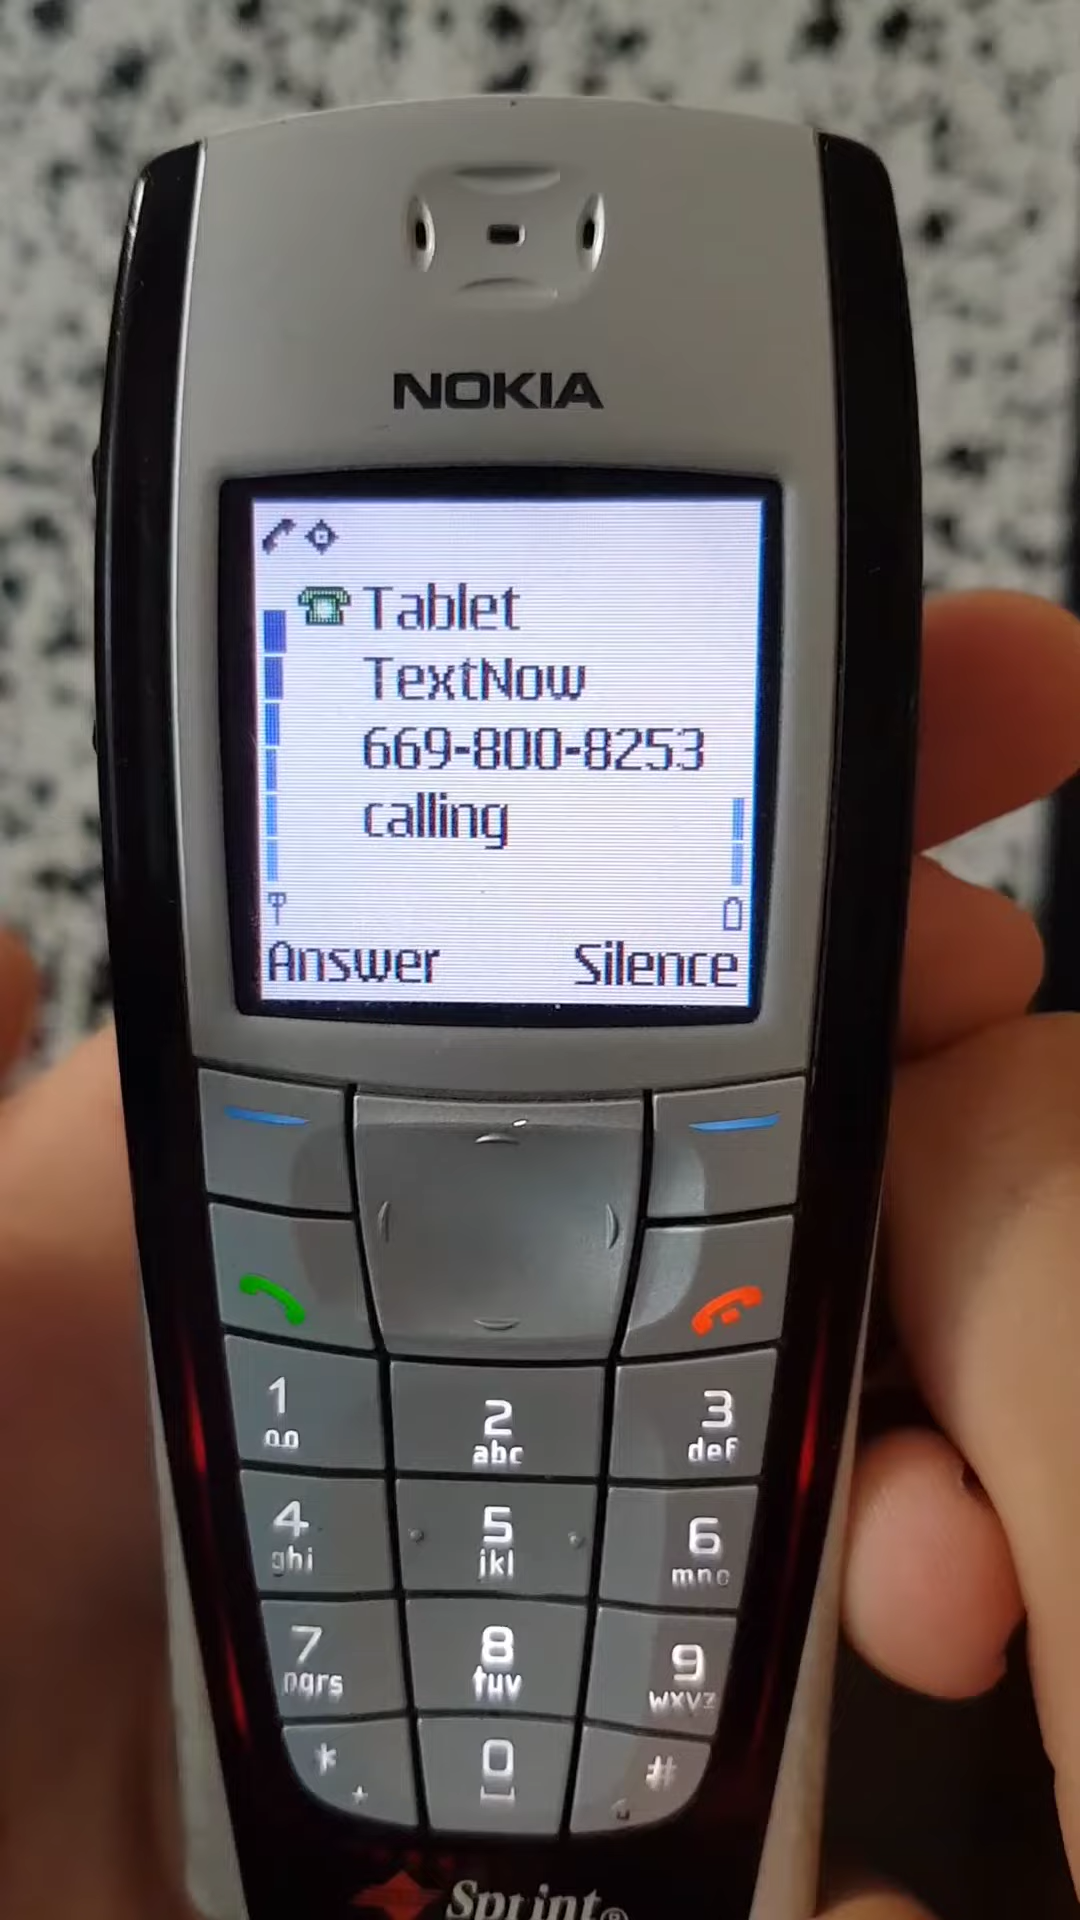 NOKIA
Tablet
TextNow
669-800-8253
calling
Answer Silence
1
2 abc
3 def
4 ghi
5 jkl
6 mno
7 pqrs
8 tuv
9 wxyz
*
0
#
Sprint®